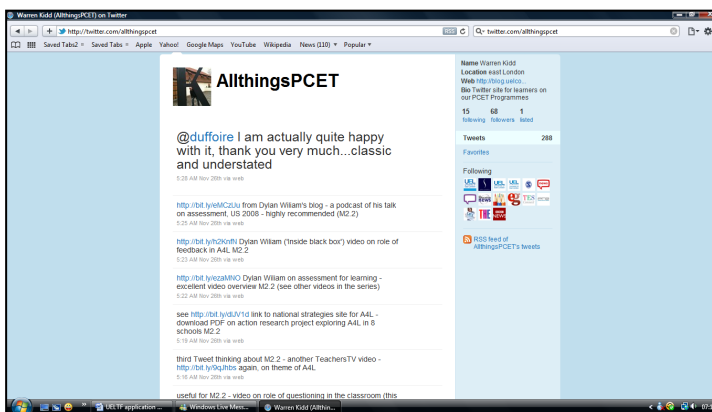 Warren Kidd (AllthingsPCET) on Twitter
http://twitter.com/allthingspcet
RSS
twitter.com/allthingspcet
Saved Tabs2 Saved Tabs Apple Yahoo! Google Maps YouTube Wikipedia News (110) Popular
AllthingsPCET
@duffoire I am actually quite happy
with it, thank you very much...classic
and understated
5:28 AM Nov 26th via web
http://bit.ly/eMCzUu from Dylan Wiliam's blog - a podcast of his talk
on assessment, US 2008 - highly recommended (M2.2)
5:25 AM Nov 26th via web
http://bit.ly/h2KnfN Dylan Wiliam ('Inside black box') video on role of
feedback in A4L M2.2
5:23 AM Nov 26th via web
http://bit.ly/ezaMNO Dylan Wiliam on assessment for learning -
excellent video overview M2.2 (see other videos in the series)
5:22 AM Nov 26th via web
see http://bit.ly/dlJV1d link to national strategies site for A4L -
download PDF on action research project exploring A4L in 8
schools M2.2
5:19 AM Nov 26th via web
third Tweet thinking about M2.2 - another TeachersTV video -
http://bit.ly/9qJhbs again, on theme of A4L
5:16 AM Nov 26th via web
useful for M2.2 - video on role of questioning in the classroom (this
Name Warren Kidd
Location east London
Web http://blog.uelco...
Bio Twitter site for learners on
our PCET Programmes
15 68 1
following followers listed
Tweets 288
Favorites
Following
UEL UEL UEL
NEWS TES
THE NEWS
RSS feed of
AllthingsPCET's tweets
UELTF application ...
Windows Live Mess...
Warren Kidd (Allthin...